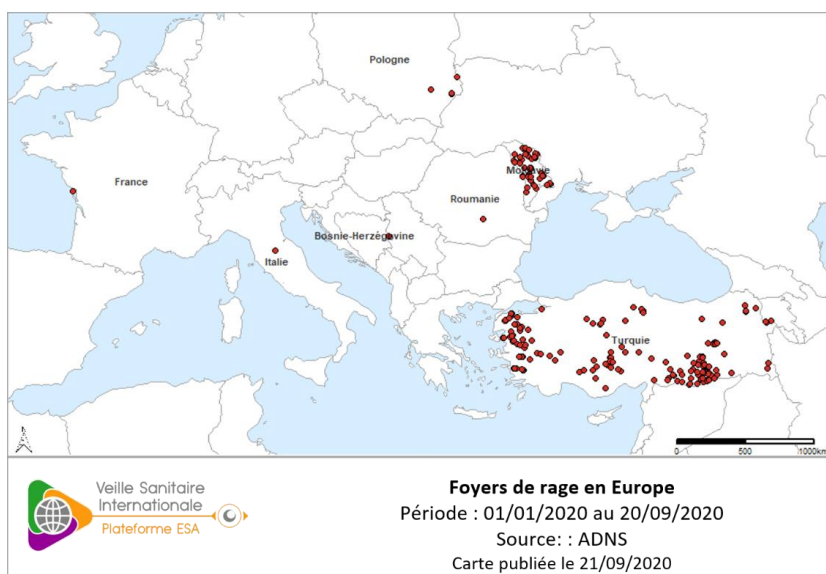 Pologne
France
Moldavie
Roumanie
Bosnie-Herzégovine
Italie
Turquie
0 500 1000km
Veille Sanitaire
Internationale
Plateforme ESA
Foyers de rage en Europe
Période : 01/01/2020 au 20/09/2020
Source: : ADNS
Carte publiée le 21/09/2020